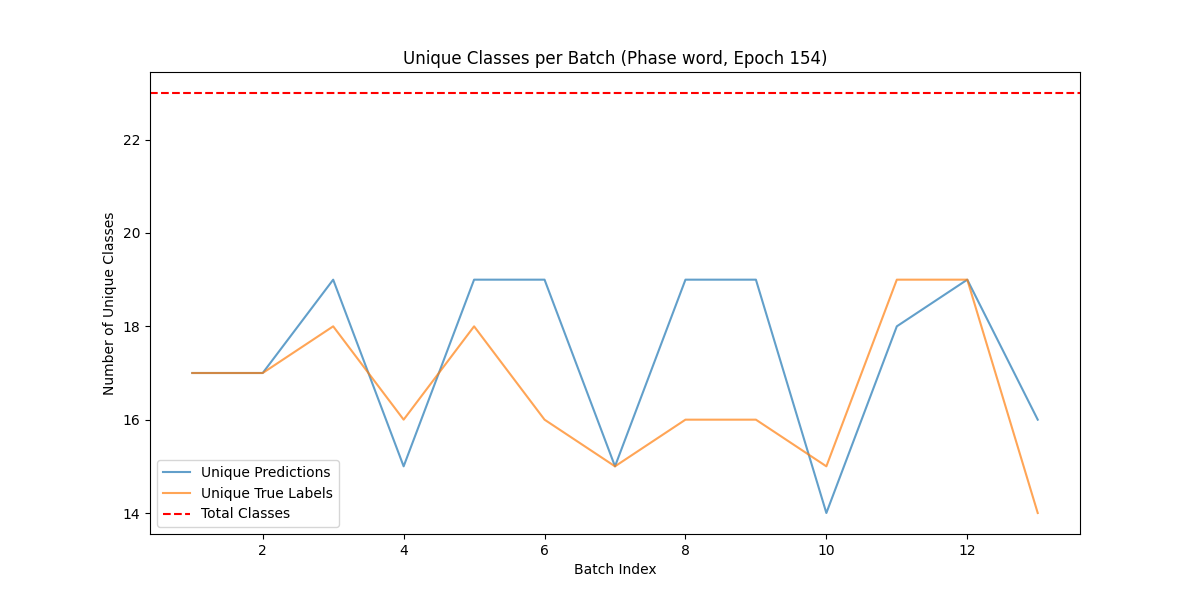 Unique Classes per Batch (Phase word, Epoch 154)
Number of Unique Classes
22
20
18
16
14
Unique Predictions
Unique True Labels
Total Classes
2
4
6
8
10
12
Batch Index